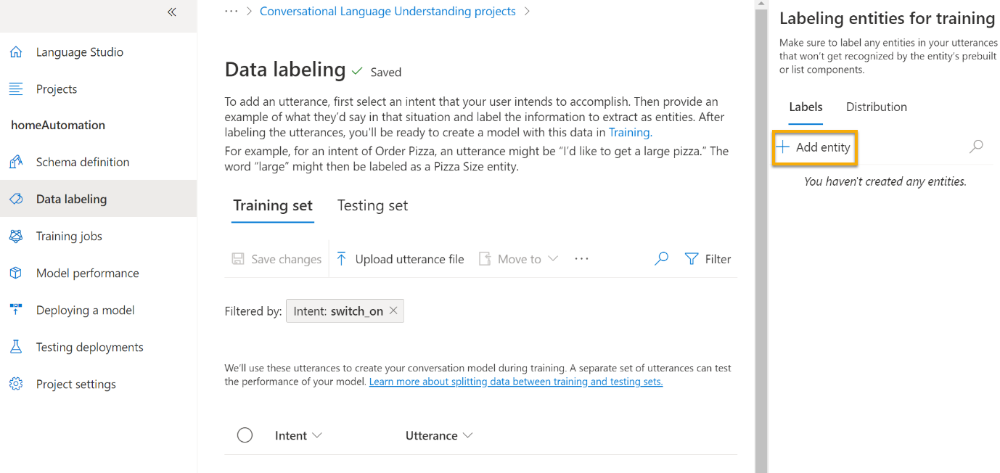 Language Studio
Projects
homeAutomation
Schema definition
Data labeling
Training jobs
Model performance
Deploying a model
Testing deployments
Project settings
··· > Conversational Language Understanding projects >
Data labeling Saved
To add an utterance, first select an intent that your user intends to accomplish. Then provide an
example of what they'd say in that situation and label the information to extract as entities. After
labeling the utterances, you'll be ready to create a model with this data in Training.
For example, for an intent of Order Pizza, an utterance might be “I'd like to get a large pizza.” The
word “large” might then be labeled as a Pizza Size entity.
Training set Testing set
Save changes Upload utterance file Move to ··· Filter
Filtered by: Intent: switch_on
We'll use these utterances to create your conversation model during training. A separate set of utterances can test
the performance of your model. Learn more about splitting data between training and testing sets.
Intent Utterance
Labeling entities for training
Make sure to label any entities in your utterances
that won't get recognized by the entity's prebuilt
or list components.
Labels Distribution
Add entity
You haven't created any entities.